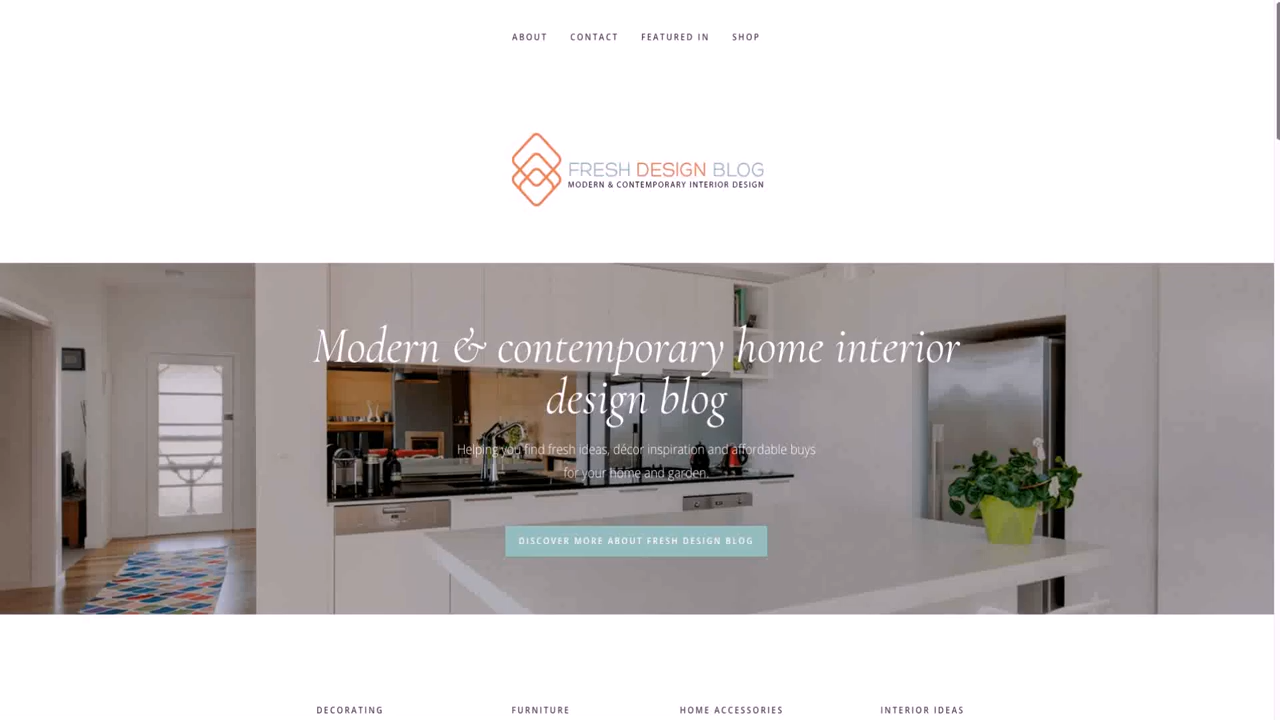 ABOUT CONTACT FEATURED IN SHOP
FRESH DESIGN BLOG
MODERN & CONTEMPORARY INTERIOR DESIGN
Modern & contemporary home interior
design blog
Helping you find fresh ideas, décor inspiration and affordable buys
for your home and garden.
DISCOVER MORE ABOUT FRESH DESIGN BLOG
DECORATING FURNITURE HOME ACCESSORIES INTERIOR IDEAS